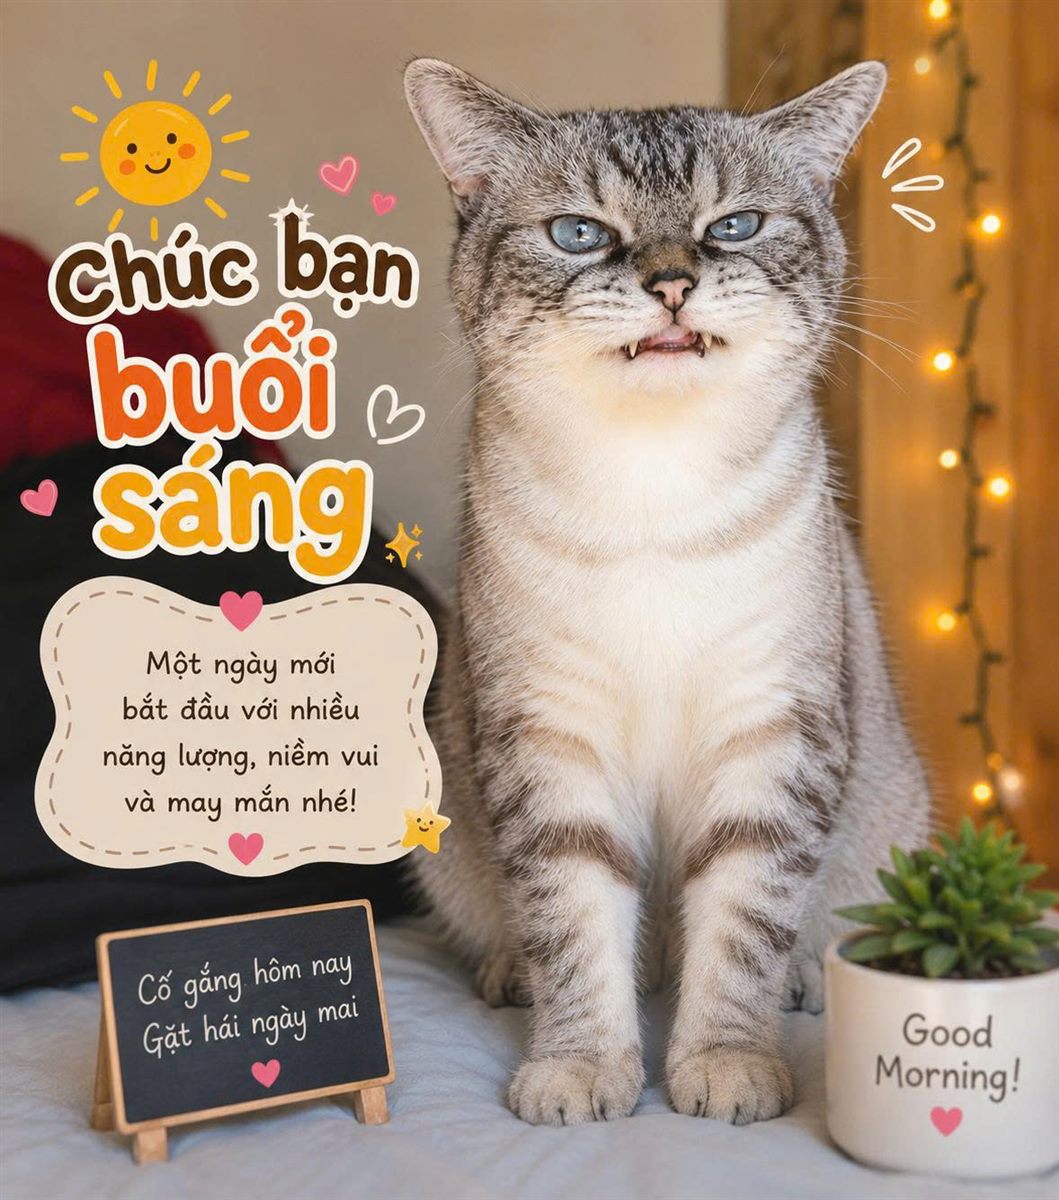 Chúc bạn
buổi
sáng
Một ngày mới
bắt đầu với nhiều
năng lượng, niềm vui
và may mắn nhé!
Cố gắng hôm nay
Gặt hái ngày mai
Good
Morning!